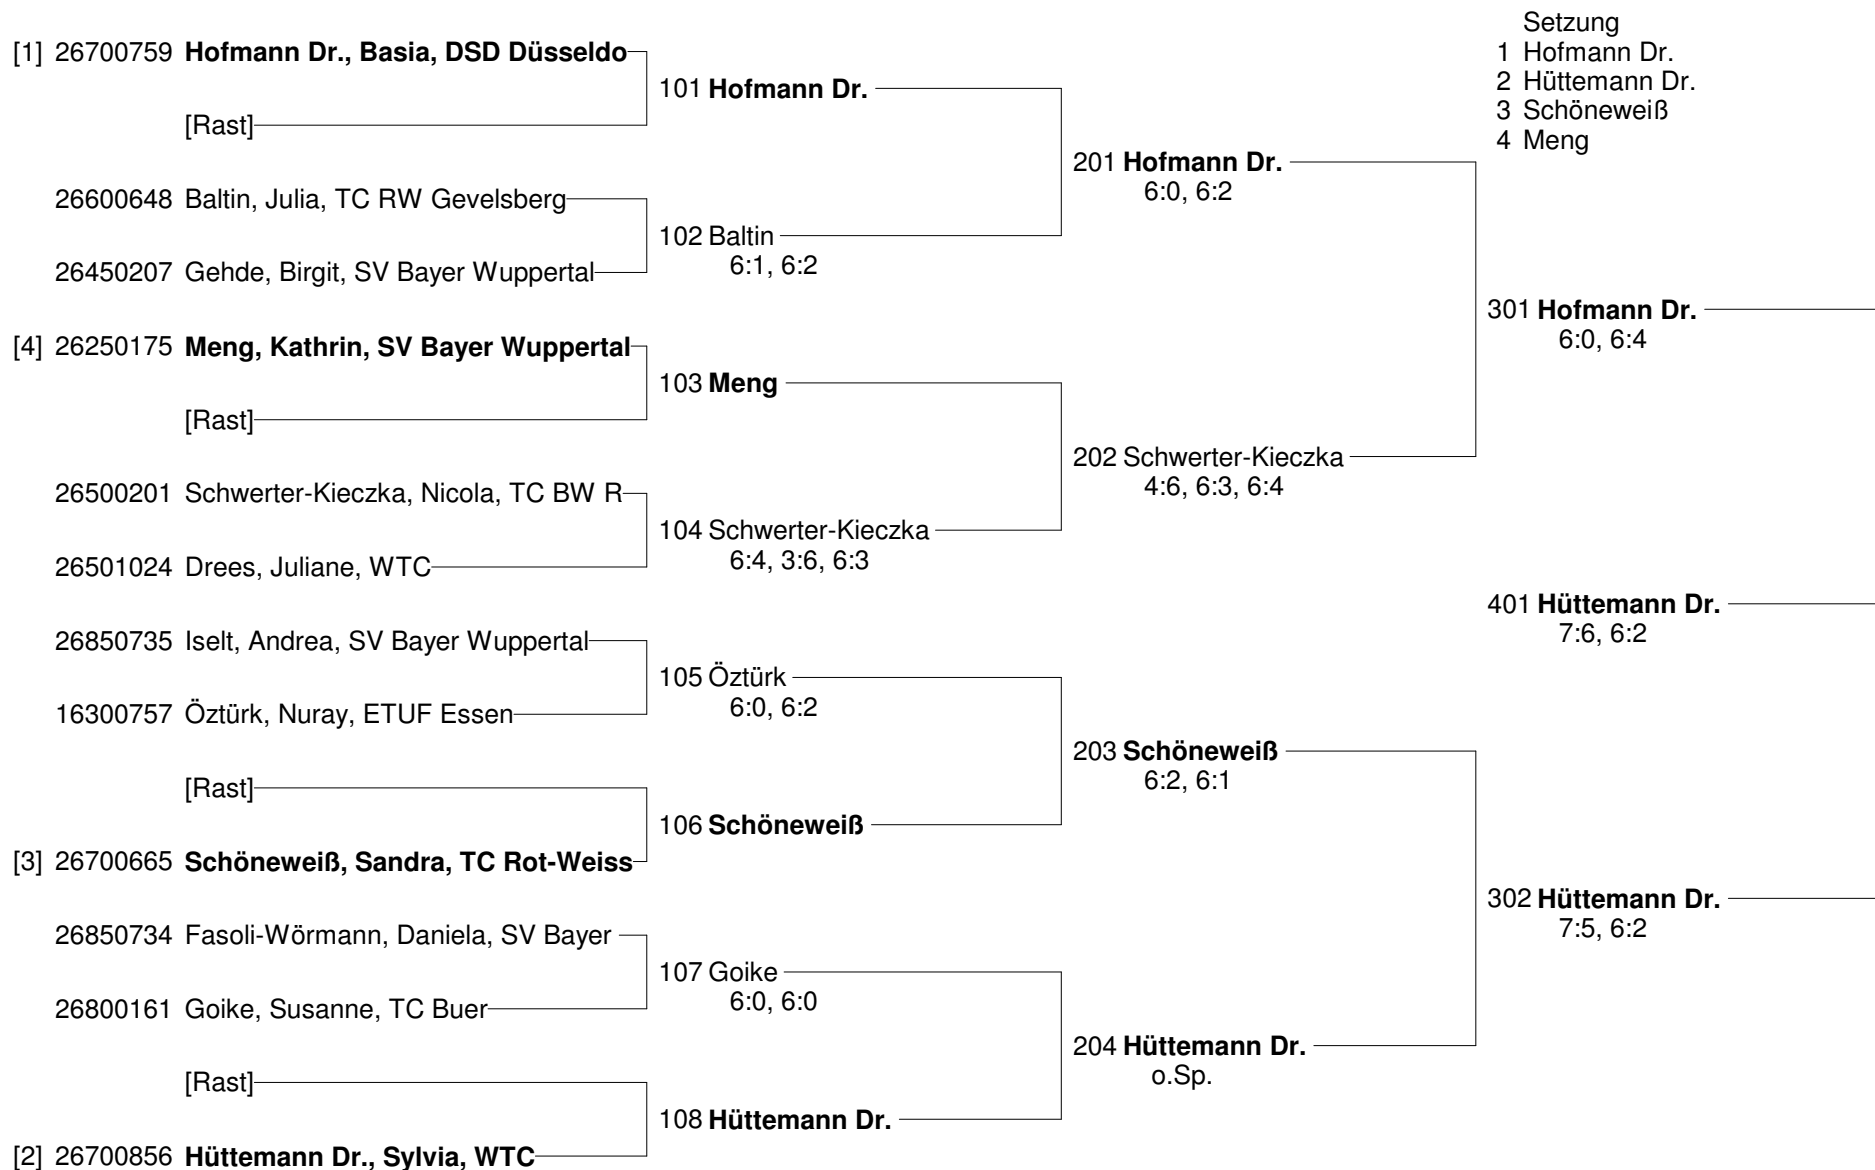 [1] 26700759 Hofmann Dr., Basia, DSD Düsseldo
[Rast]
26600648 Baltin, Julia, TC RW Gevelsberg
26450207 Gehde, Birgit, SV Bayer Wuppertal
[4] 26250175 Meng, Kathrin, SV Bayer Wuppertal
[Rast]
26500201 Schwerter-Kieczka, Nicola, TC BW R
26501024 Drees, Juliane, WTC
26850735 Iselt, Andrea, SV Bayer Wuppertal
16300757 Öztürk, Nuray, ETUF Essen
[Rast]
[3] 26700665 Schöneweiß, Sandra, TC Rot-Weiss
26850734 Fasoli-Wörmann, Daniela, SV Bayer
26800161 Goike, Susanne, TC Buer
[Rast]
[2] 26700856 Hüttemann Dr., Sylvia, WTC
101 Hofmann Dr.
102 Baltin
6:1, 6:2
103 Meng
104 Schwerter-Kieczka
6:4, 3:6, 6:3
105 Öztürk
6:0, 6:2
106 Schöneweiß
107 Goike
6:0, 6:0
108 Hüttemann Dr.
201 Hofmann Dr.
6:0, 6:2
202 Schwerter-Kieczka
4:6, 6:3, 6:4
203 Schöneweiß
6:2, 6:1
204 Hüttemann Dr.
o.Sp.
Setzung
1 Hofmann Dr.
2 Hüttemann Dr.
3 Schöneweiß
4 Meng
301 Hofmann Dr.
6:0, 6:4
401 Hüttemann Dr.
7:6, 6:2
302 Hüttemann Dr.
7:5, 6:2